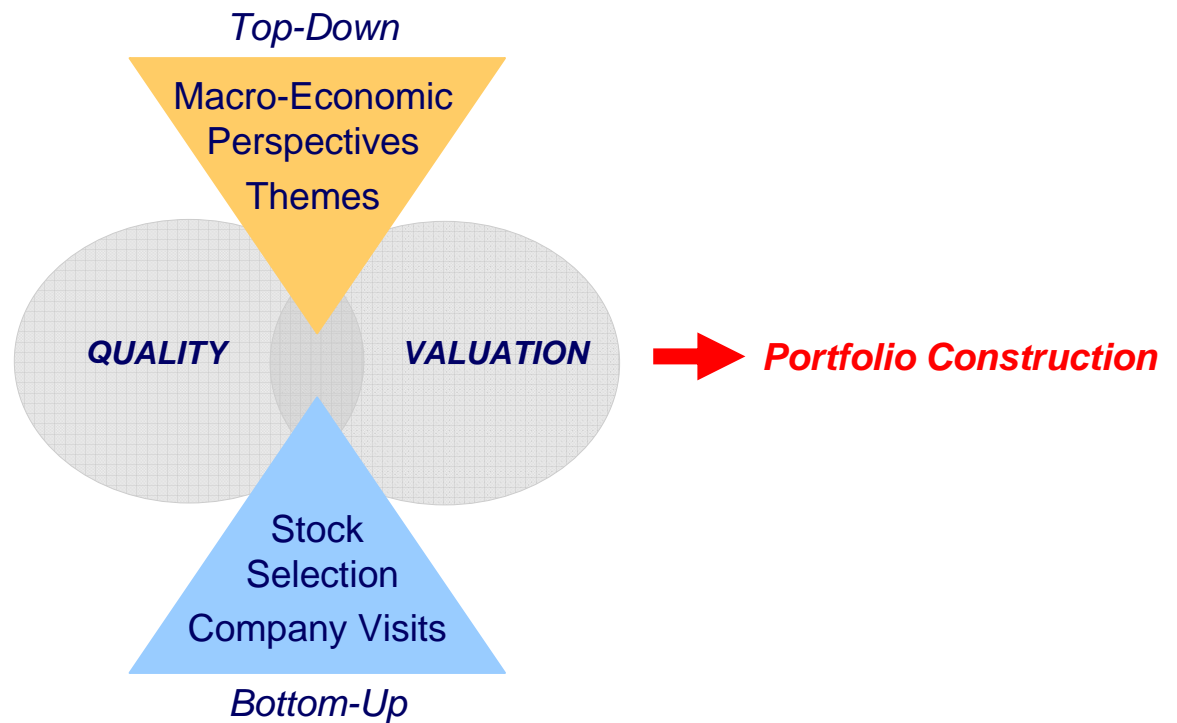 Top-Down
Macro-Economic
Perspectives
Themes
QUALITY
VALUATION
Portfolio Construction
Stock
Selection
Company Visits
Bottom-Up